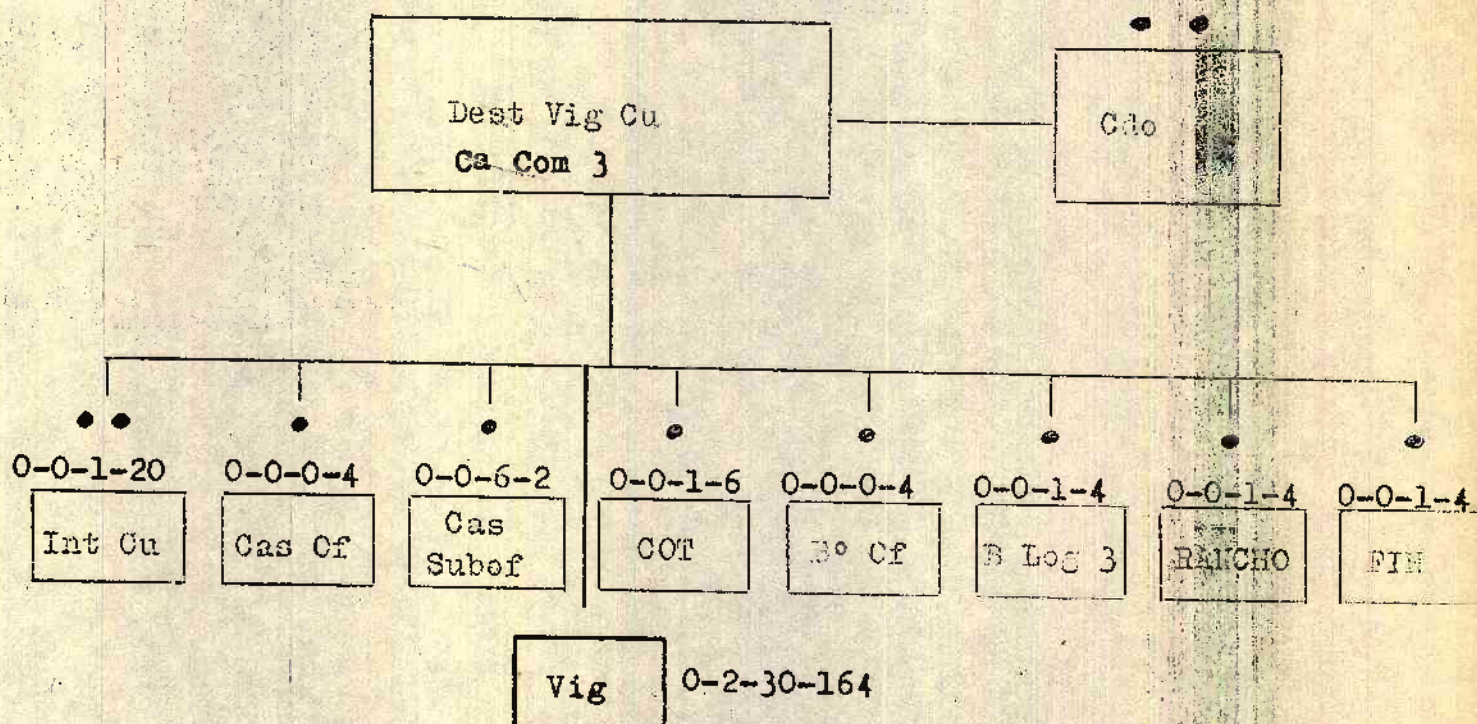 Dest Vig Cu
Ca Com 3
Cdo
0-0-1-20
Int Cu
0-0-0-4
Cas Of
0-0-6-2
Cas
Subof
0-0-1-6
COT
0-0-0-4
Bº Of
0-0-1-4
B Log 3
0-0-1-4
RANCHO
0-0-1-4
Vig
0-2-30-164